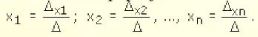 x₁ = Δₓ₁/Δ ; x₂ = Δₓ₂/Δ, ..., xₙ = Δₓₙ/Δ .